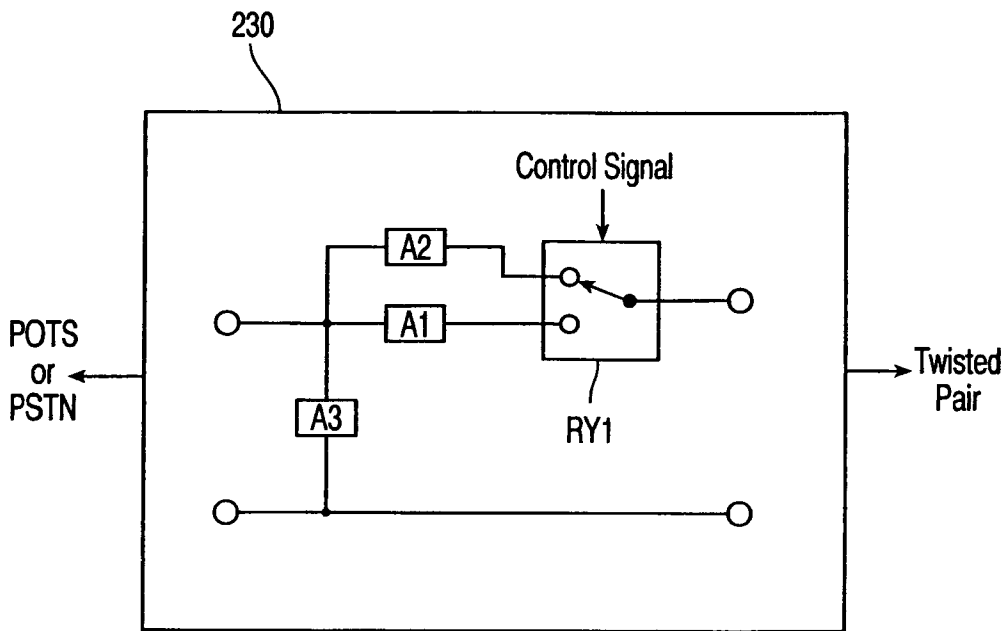 230
Control Signal
A2
A1
A3
RY1
POTS
or
PSTN
Twisted
Pair